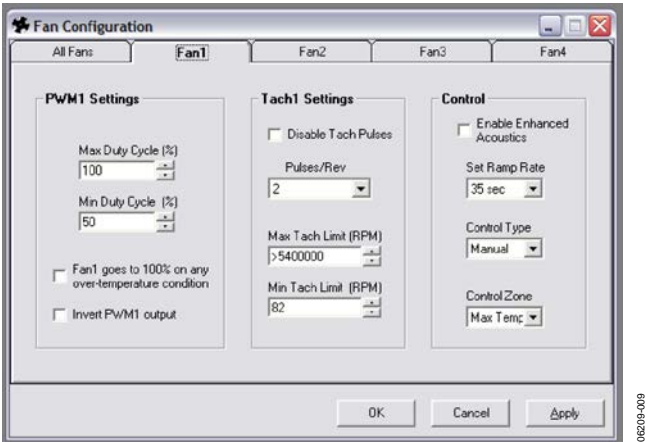 Fan Configuration
All Fans
Fan1
Fan2
Fan3
Fan4
PWM1 Settings
Max Duty Cycle (%)
100
Min Duty Cycle (%)
50
Fan1 goes to 100% on any
over-temperature condition
Invert PWM1 output
Tach1 Settings
Disable Tach Pulses
Pulses/Rev
2
Max Tach Limit (RPM)
>5400000
Min Tach Limit (RPM)
82
Control
Enable Enhanced
Acoustics
Set Ramp Rate
35 sec
Control Type
Manual
Control Zone
Max Temp
OK
Cancel
Apply
06209-009